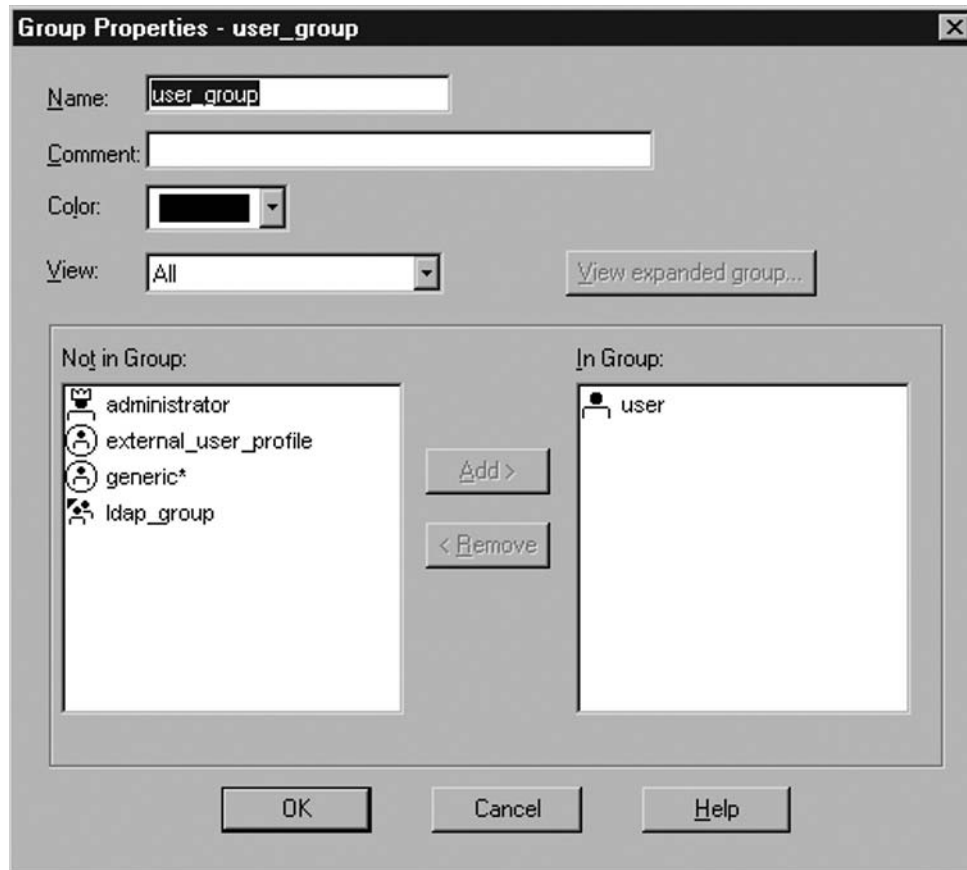 Group Properties - user_group
Name: user_group
Comment:
Color:
View: All View expanded group...
Not in Group: In Group:
administrator user
external_user_profile
generic*
ldap_group
Add >
< Remove
OK Cancel Help